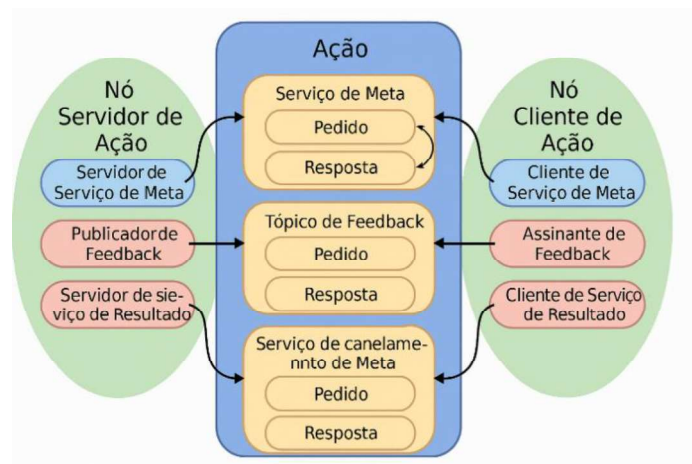 Ação
Nó
Servidor de
Ação
Servidor de
Serviço de Meta
Publicador de
Feedback
Servidor de sie-
viço de Resultado
Serviço de Meta
Pedido
Resposta
Tópico de Feedback
Pedido
Resposta
Serviço de canelame-
nnto de Meta
Pedido
Resposta
Nó
Cliente de
Ação
Cliente de
Serviço de Meta
Assinante de
Feedback
Cliente de Serviço
de Resultado